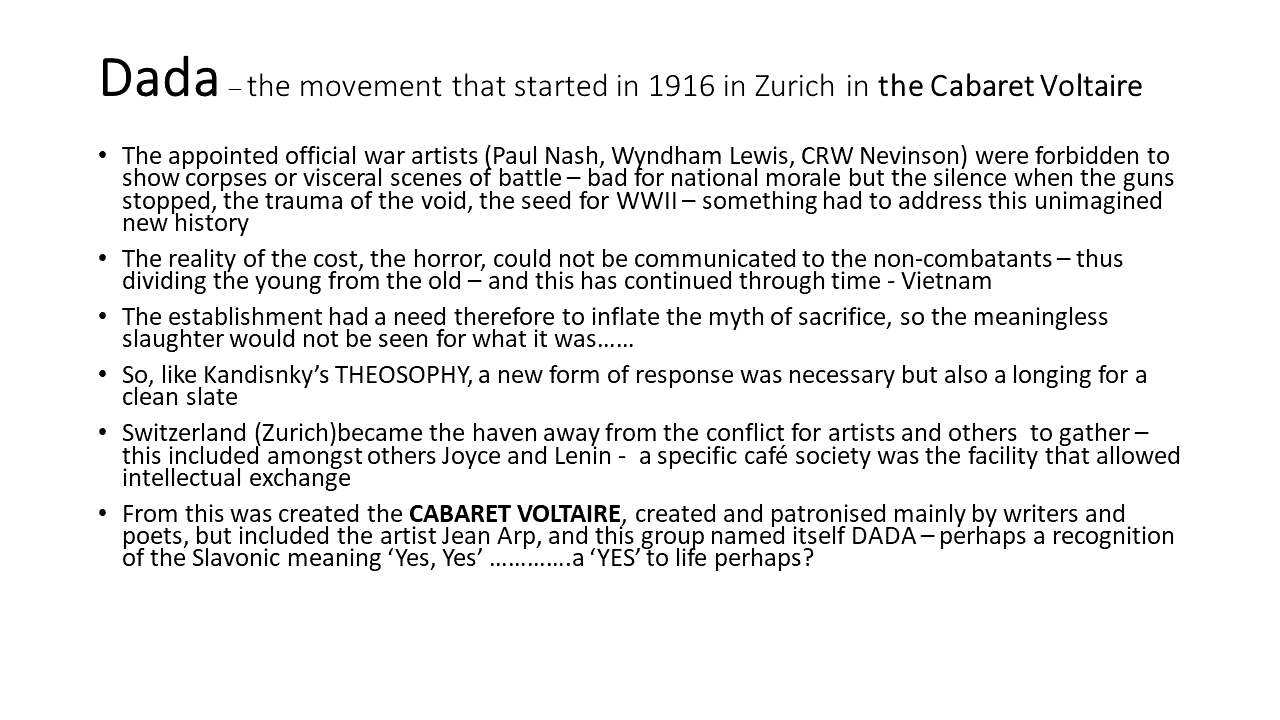 Dada – the movement that started in 1916 in Zurich in the Cabaret Voltaire
• The appointed official war artists (Paul Nash, Wyndham Lewis, CRW Nevinson) were forbidden to
show corpses or visceral scenes of battle – bad for national morale but the silence when the guns
stopped, the trauma of the void, the seed for WWII – something had to address this unimagined
new history
• The reality of the cost, the horror, could not be communicated to the non-combatants – thus
dividing the young from the old – and this has continued through time - Vietnam
• The establishment had a need therefore to inflate the myth of sacrifice, so the meaningless
slaughter would not be seen for what it was……
• So, like Kandisnky’s THEOSOPHY, a new form of response was necessary but also a longing for a
clean slate
• Switzerland (Zurich)became the haven away from the conflict for artists and others  to gather –
this included amongst others Joyce and Lenin -  a specific café society was the facility that allowed
intellectual exchange
• From this was created the CABARET VOLTAIRE, created and patronised mainly by writers and
poets, but included the artist Jean Arp, and this group named itself DADA – perhaps a recognition
of the Slavonic meaning ‘Yes, Yes’ ………….a ‘YES’ to life perhaps?